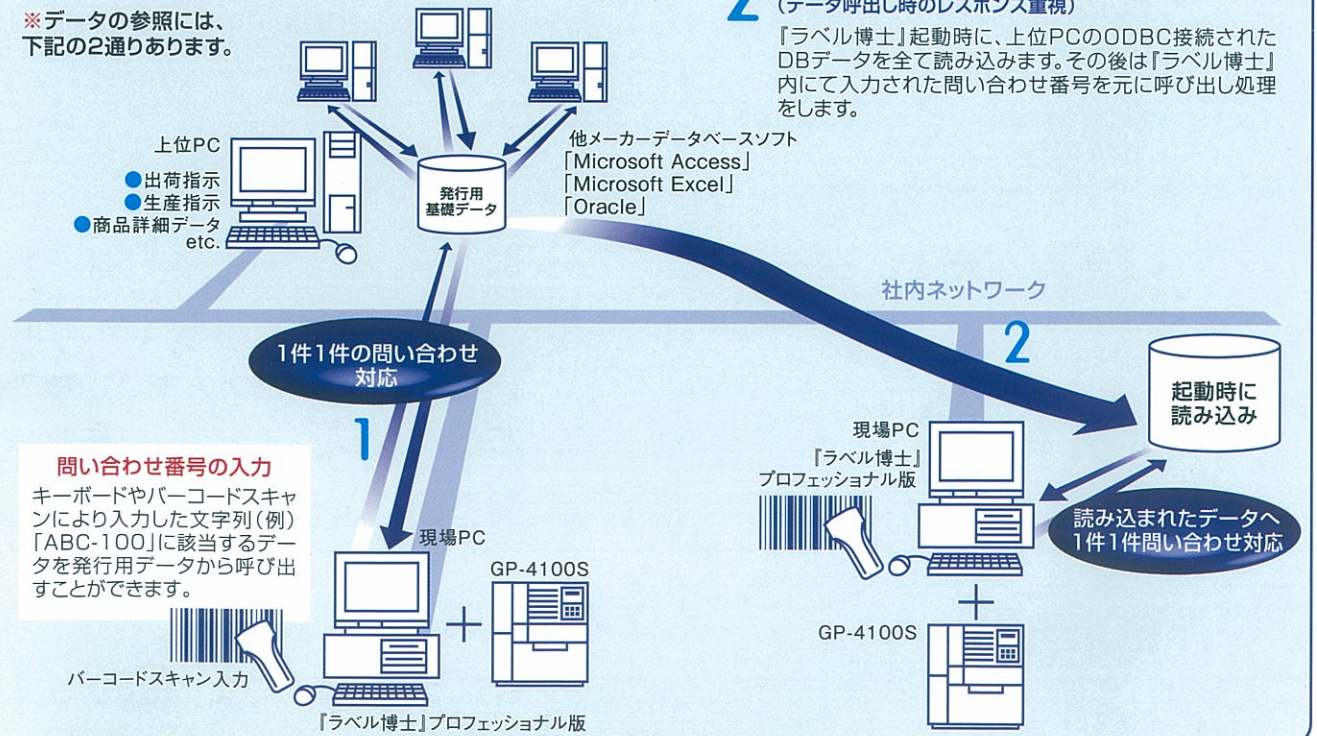 ※データの参照には、
下記の2通りあります。
2
(データ呼出し時のレスポンス重視)
『ラベル博士』起動時に、上位PCのODBC接続された
DBデータを全て読み込みます。その後は『ラベル博士』
内にて入力された問い合わせ番号を元に呼び出し処理
をします。
上位PC
●出荷指示
●生産指示
●商品詳細データ
etc.
発行用
基礎データ
他メーカーデータベースソフト
「Microsoft Access」
「Microsoft Excel」
「Oracle」
社内ネットワーク
1件1件の問い合わせ
対応
1
2
起動時に
読み込み
問い合わせ番号の入力
キーボードやバーコードスキャ
ンにより入力した文字列(例)
「ABC-100」に該当するデー
タを発行用データから呼び出
すことができます。
バーコードスキャン入力
現場PC
GP-4100S
『ラベル博士』プロフェッショナル版
現場PC
『ラベル博士』
プロフェッショナル版
読み込まれたデータへ
1件1件問い合わせ対応
GP-4100S